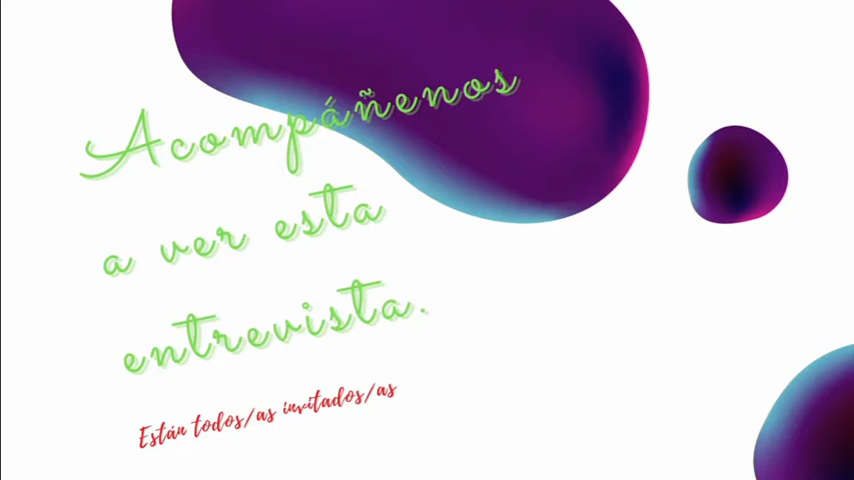 Acompáñenos
a ver esta
entrevista.
Están todos/as invitados/as